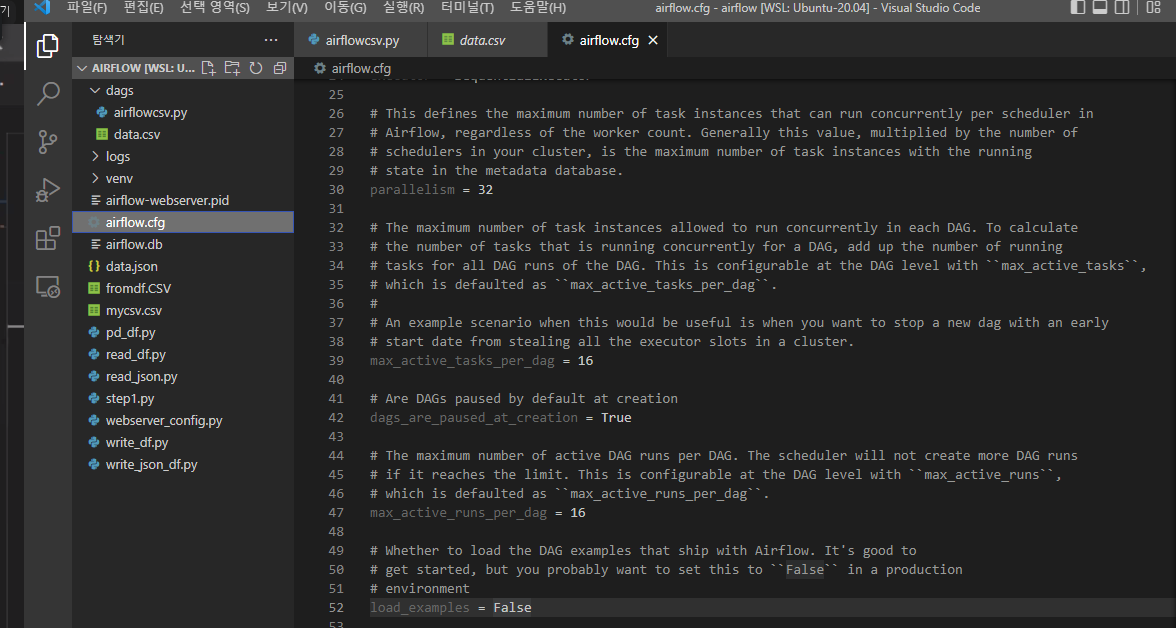 파일(F) 편집(E) 선택 영역(S) 보기(V) 이동(G) 실행(R) 터미널(T) 도움말(H) airflow.cfg - airflow [WSL: Ubuntu-20.04] - Visual Studio Code
탐색기 ...
airflowcsv.py data.csv airflow.cfg
AIRFLOW [WSL: U...
airflow.cfg
dags
airflowcsv.py
data.csv
logs
venv
airflow-webserver.pid
airflow.cfg
airflow.db
data.json
fromdf.CSV
mycsv.csv
pd_df.py
read_df.py
read_json.py
step1.py
webserver_config.py
write_df.py
write_json_df.py
25
26 # This defines the maximum number of task instances that can run concurrently per scheduler in
27 # Airflow, regardless of the worker count. Generally this value, multiplied by the number of
28 # schedulers in your cluster, is the maximum number of task instances with the running
29 # state in the metadata database.
30 parallelism = 32
31
32 # The maximum number of task instances allowed to run concurrently in each DAG. To calculate
33 # the number of tasks that is running concurrently for a DAG, add up the number of running
34 # tasks for all DAG runs of the DAG. This is configurable at the DAG level with ``max_active_tasks``,
35 # which is defaulted as ``max_active_tasks_per_dag``.
36 #
37 # An example scenario when this would be useful is when you want to stop a new dag with an early
38 # start date from stealing all the executor slots in a cluster.
39 max_active_tasks_per_dag = 16
40
41 # Are DAGs paused by default at creation
42 dags_are_paused_at_creation = True
43
44 # The maximum number of active DAG runs per DAG. The scheduler will not create more DAG runs
45 # if it reaches the limit. This is configurable at the DAG level with ``max_active_runs``,
46 # which is defaulted as ``max_active_runs_per_dag``.
47 max_active_runs_per_dag = 16
48
49 # Whether to load the DAG examples that ship with Airflow. It's good to
50 # get started, but you probably want to set this to ``False`` in a production
51 # environment
52 load_examples = False
53